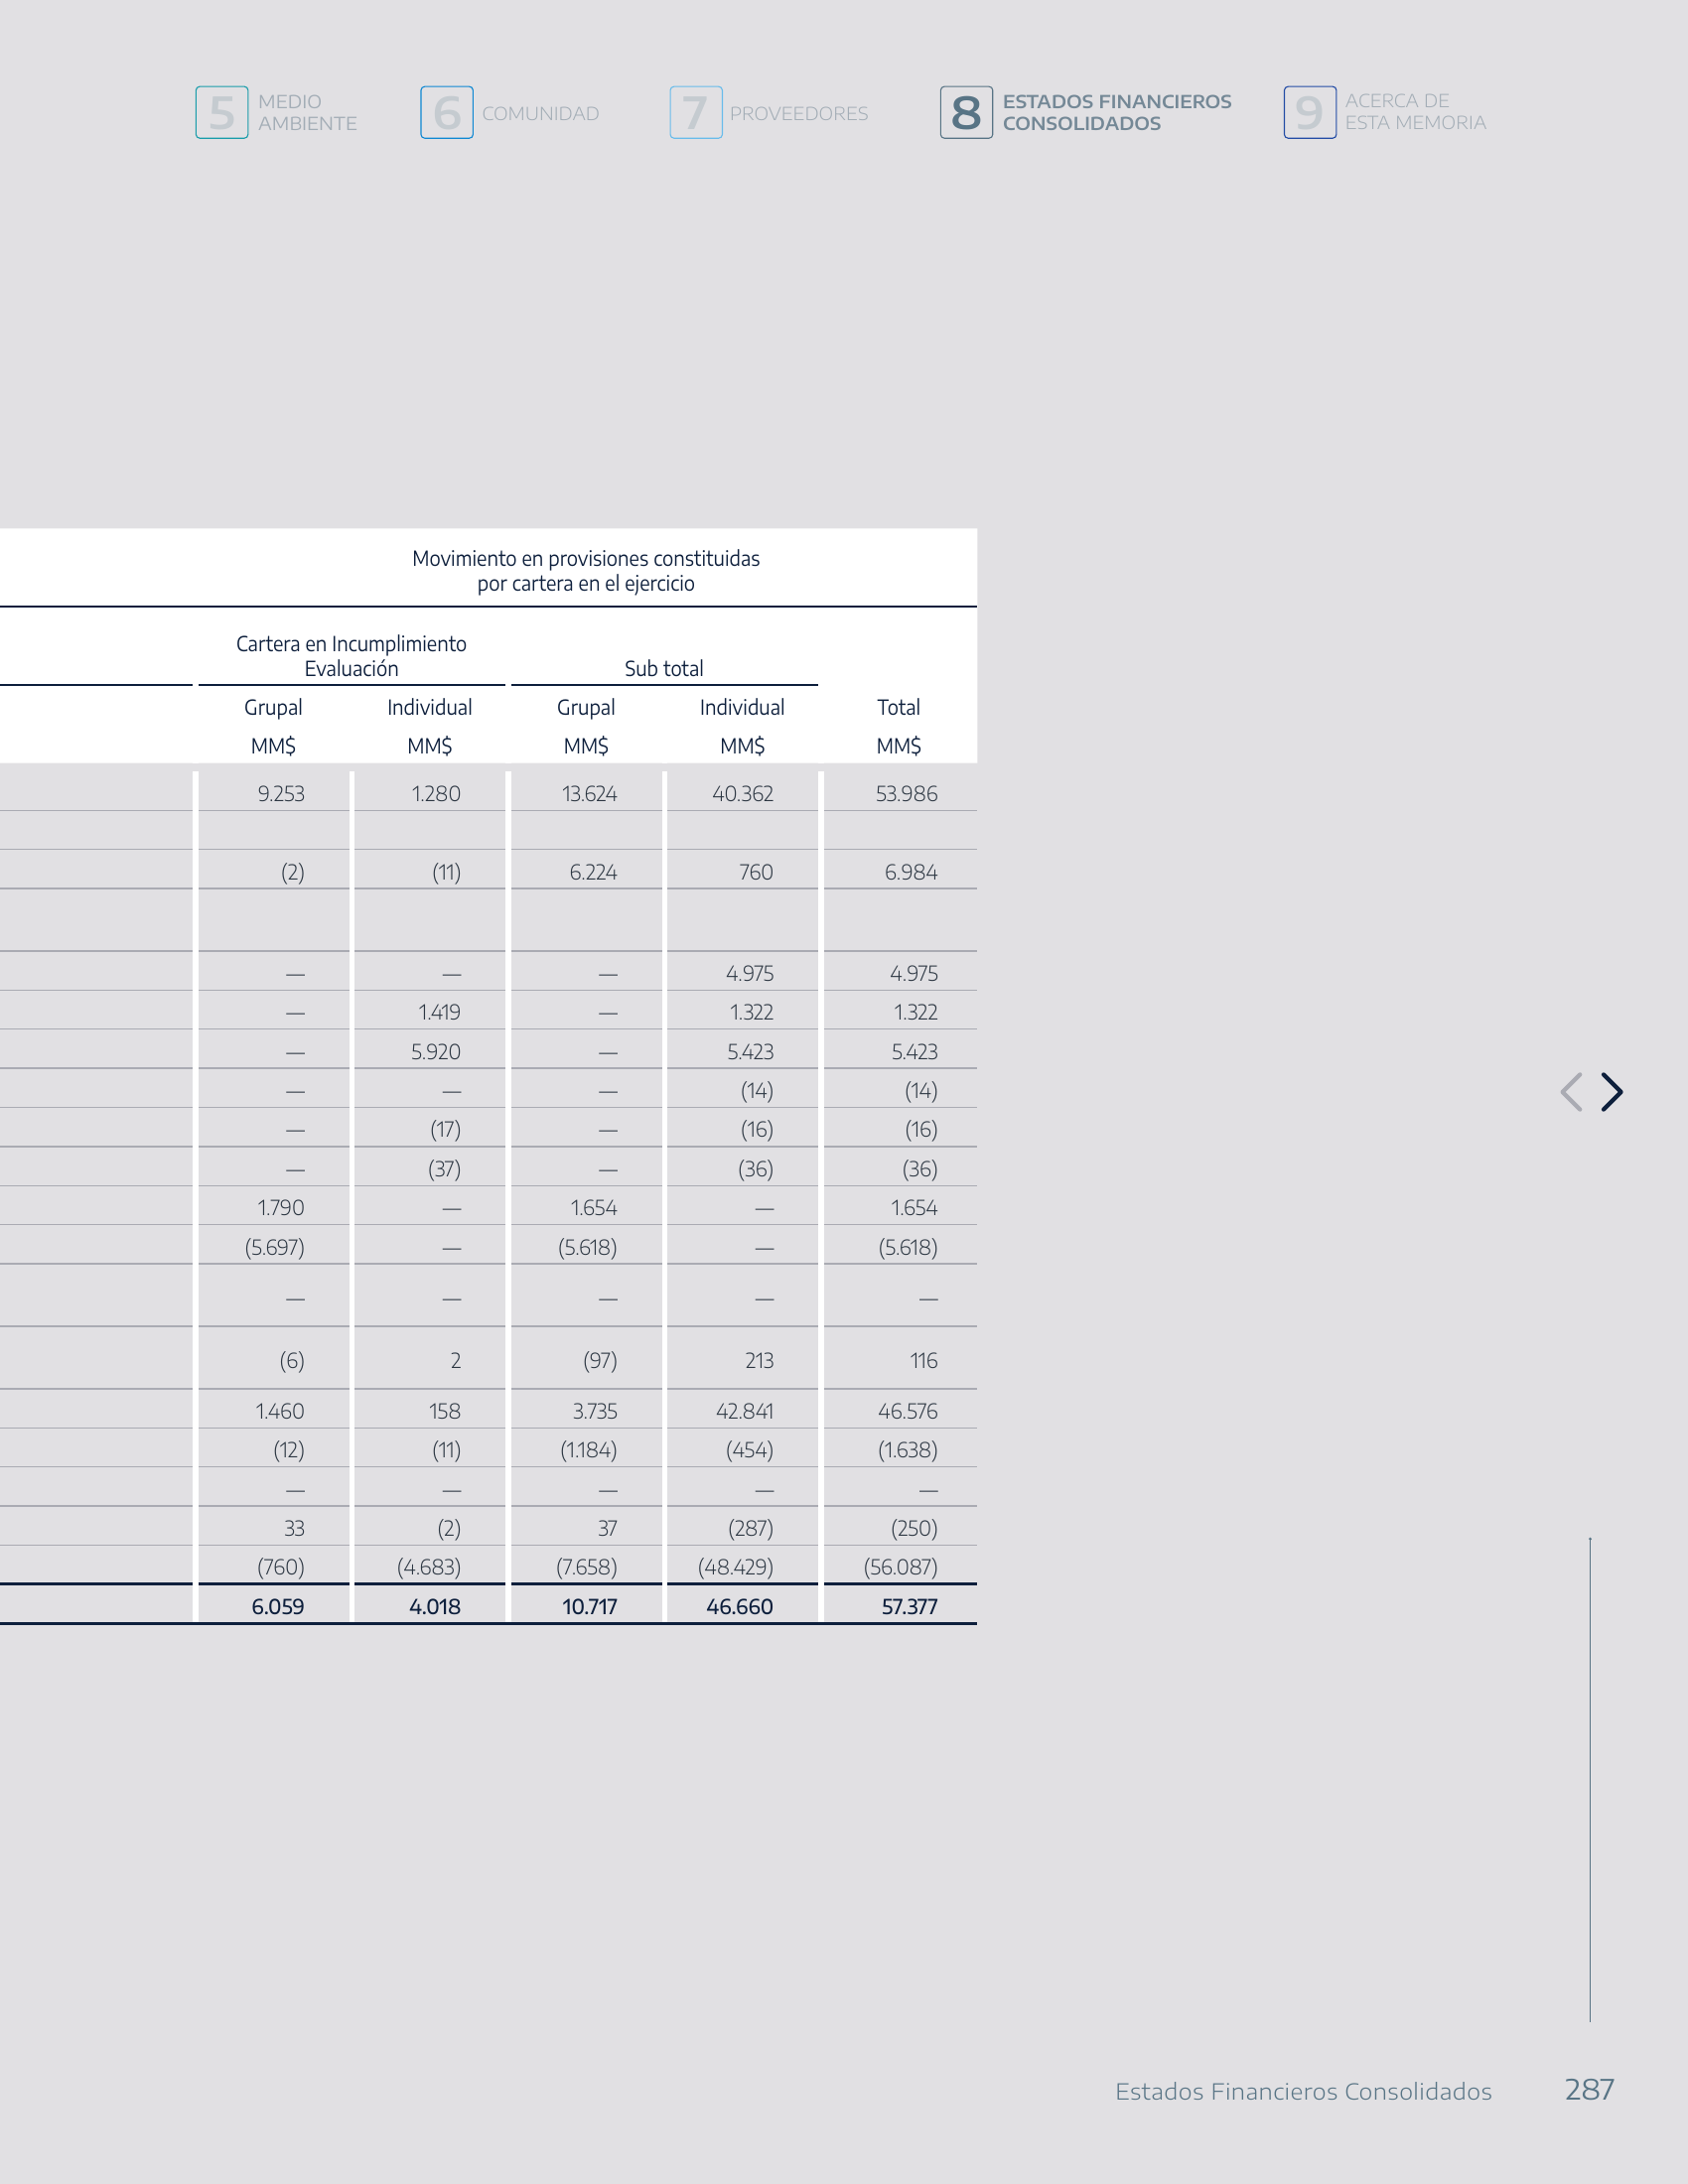 5 MEDIO AMBIENTE
6 COMUNIDAD
7 PROVEEDORES
8 ESTADOS FINANCIEROS CONSOLIDADOS
9 ACERCA DE ESTA MEMORIA
Movimiento en provisiones constituidas
por cartera en el ejercicio
Cartera en Incumplimiento
Evaluación Sub total
Grupal Individual Grupal Individual Total
MM$ MM$ MM$ MM$ MM$
9.253 1.280 13.624 40.362 53.986
(2) (11) 6.224 760 6.984
— — — 4.975 4.975
— 1.419 — 1.322 1.322
— 5.920 — 5.423 5.423
— — — (14) (14)
— (17) — (16) (16)
— (37) — (36) (36)
1.790 — 1.654 — 1.654
(5.697) — (5.618) — (5.618)
— — — — —
(6) 2 (97) 213 116
1.460 158 3.735 42.841 46.576
(12) (11) (1.184) (454) (1.638)
— — — — —
33 (2) 37 (287) (250)
(760) (4.683) (7.658) (48.429) (56.087)
6.059 4.018 10.717 46.660 57.377
Estados Financieros Consolidados 287